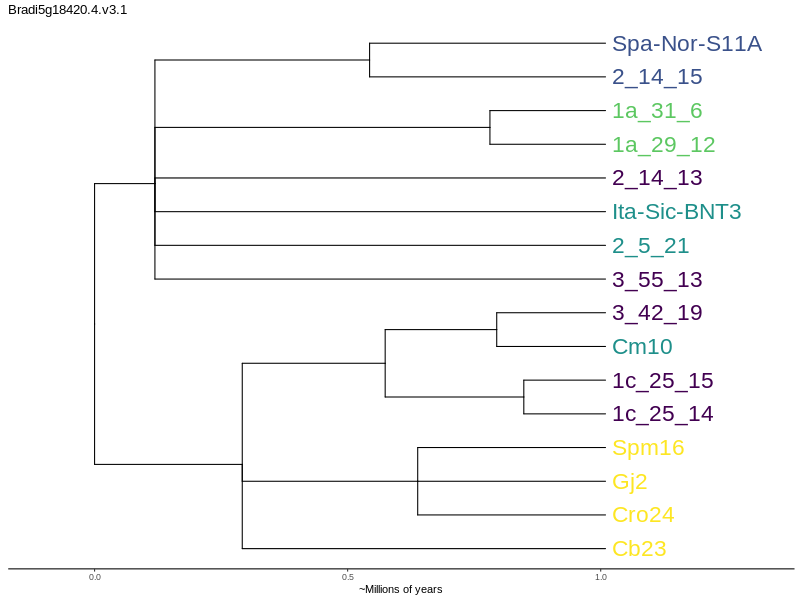 Bradi5g18420.4.v3.1
Spa-Nor-S11A
2_14_15
1a_31_6
1a_29_12
2_14_13
Ita-Sic-BNT3
2_5_21
3_55_13
3_42_19
Cm10
1c_25_15
1c_25_14
Spm16
Gj2
Cro24
Cb23
0.0 0.5 1.0
~Millions of years